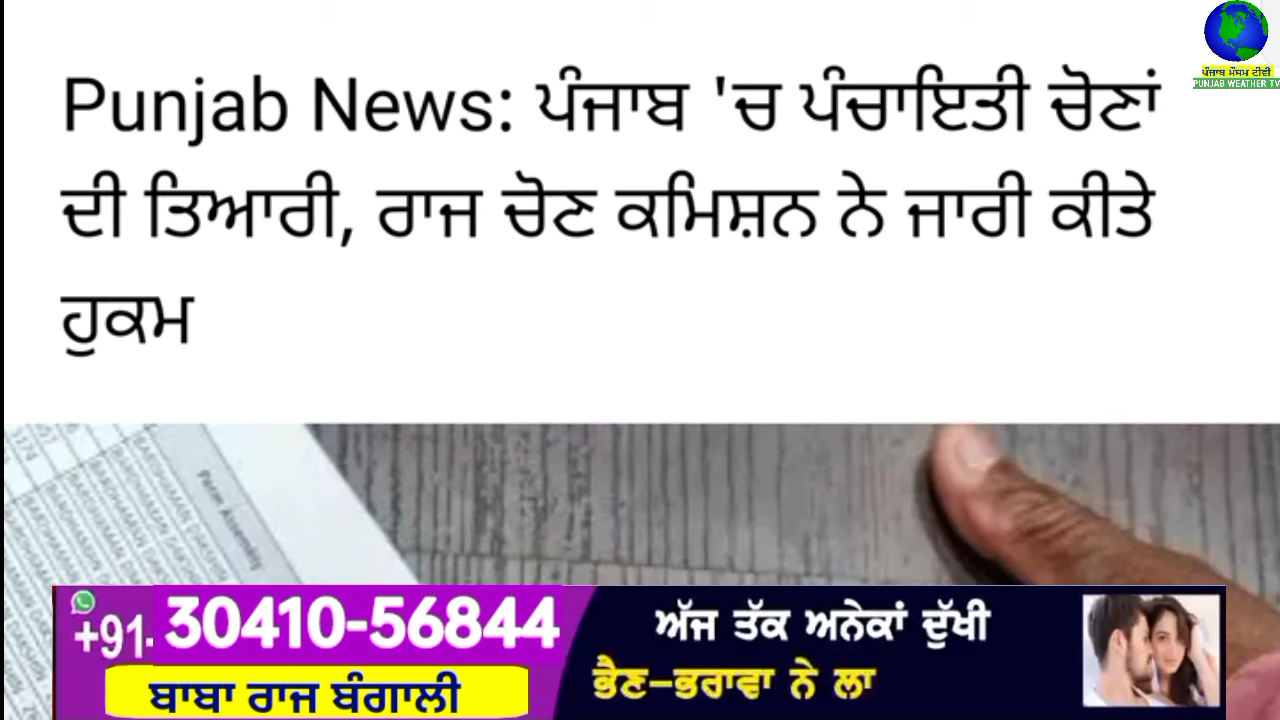 ਪੰਜਾਬ ਮੌਸਮ ਟੀਵੀ
PUNJAB WEATHER TV
Punjab News: ਪੰਜਾਬ 'ਚ ਪੰਚਾਇਤੀ ਚੋਣਾਂ
ਦੀ ਤਿਆਰੀ, ਰਾਜ ਚੋਣ ਕਮਿਸ਼ਨ ਨੇ ਜਾਰੀ ਕੀਤੇ
ਹੁਕਮ
+91- 30410-56844
ਬਾਬਾ ਰਾਜ ਬੰਗਾਲੀ
ਅੱਜ ਤੱਕ ਅਨੇਕਾਂ ਦੁੱਖੀ
ਭੈਣ-ਭਰਾਵਾ ਨੇ ਲਾ